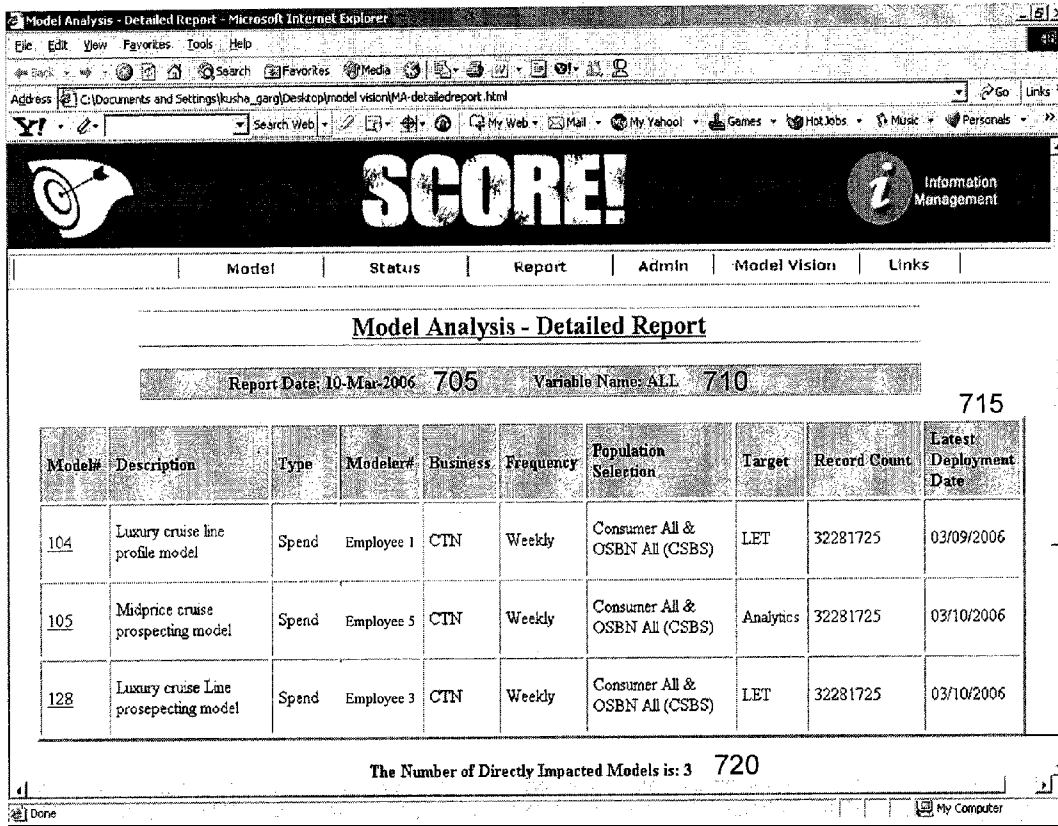 Model Analysis - Detailed Report - Microsoft Internet Explorer
File Edit View Favorites Tools Help
Back Search Favorites Media
Address C:\Documents and Settings\kusha_garg\Desktop\model vision\MA-detailedreport.html Go Links
Y! Search Web My Web Mail My Yahoo! Games HotJobs Music Personals
SCORE!
i Information Management
Model Status Report Admin Model Vision Links
Model Analysis - Detailed Report
Report Date: 10-Mar-2006 705 Variable Name: ALL 710
715
Model# Description Type Modeler# Business Frequency Population Selection Target Record Count Latest Deployment Date
104 Luxury cruise line profile model Spend Employee 1 CTN Weekly Consumer All & OSBN All (CSBS) LET 32281725 03/09/2006
105 Midprice cruise prospecting model Spend Employee 5 CTN Weekly Consumer All & OSBN All (CSBS) Analytics 32281725 03/10/2006
128 Luxury cruise Line prosepecting model Spend Employee 3 CTN Weekly Consumer All & OSBN All (CSBS) LET 32281725 03/10/2006
The Number of Directly Impacted Models is: 3 720
Done My Computer